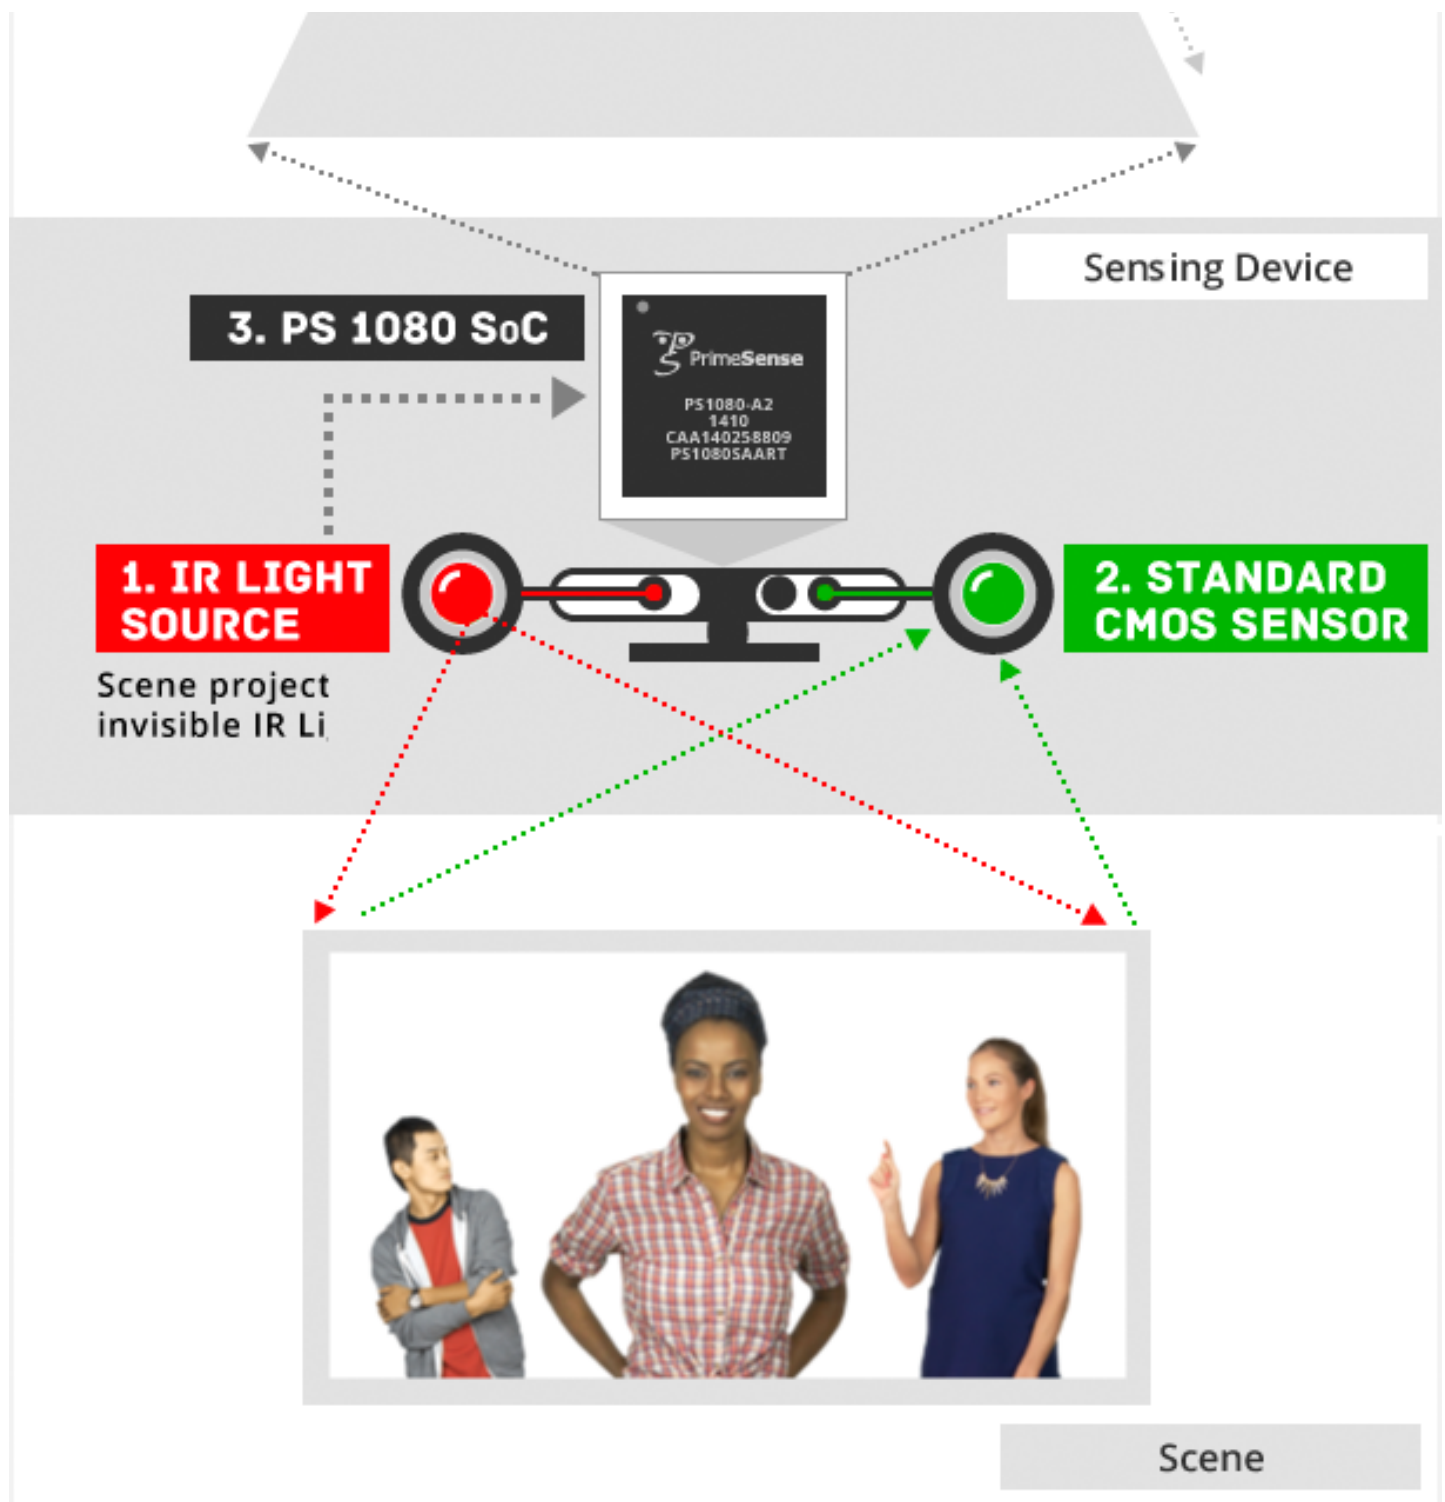 Sensing Device
3. PS 1080 SoC
PrimeSense
PS1080-A2
1410
CAA140258809
PS1080SAART
1. IR LIGHT
SOURCE
2. STANDARD
CMOS SENSOR
Scene project
invisible IR Li
Scene